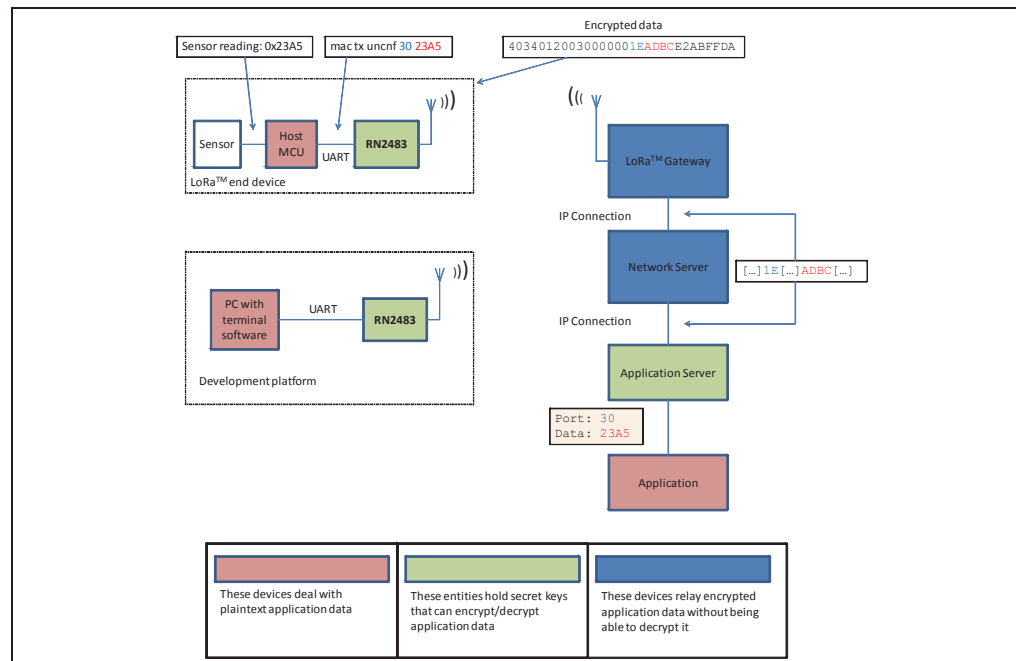 Encrypted data
Sensor reading: 0x23A5
mac tx uncnf 30 23A5
40340120030000001EADBCE2ABFFDA
)))
(((
Sensor
Host
MCU
UART
RN2483
LoRa™ end device
LoRa™ Gateway
IP Connection
Network Server
[…]1E[…]ADBC[…]
)))
PC with
terminal
software
UART
RN2483
Development platform
IP Connection
Application Server
Port: 30
Data: 23A5
Application
These devices deal with
plaintext application data
These entities hold secret keys
that can encrypt/decrypt
application data
These devices relay encrypted
application data without being
able to decrypt it